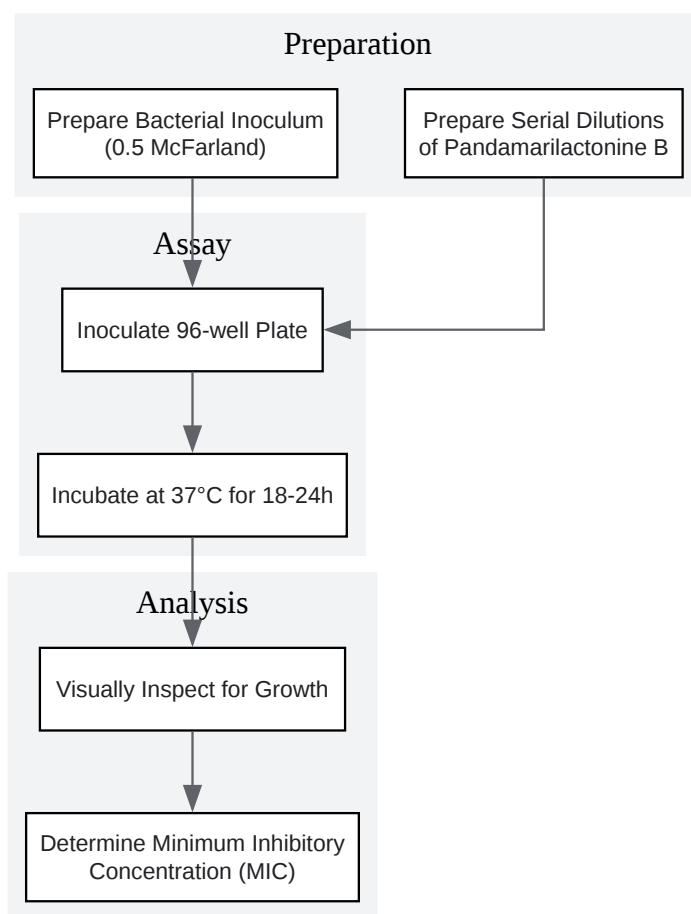 Preparation
Prepare Bacterial Inoculum
(0.5 McFarland)
Prepare Serial Dilutions
of Pandamarilactonine B
Assay
Inoculate 96-well Plate
Incubate at 37°C for 18-24h
Analysis
Visually Inspect for Growth
Determine Minimum Inhibitory
Concentration (MIC)